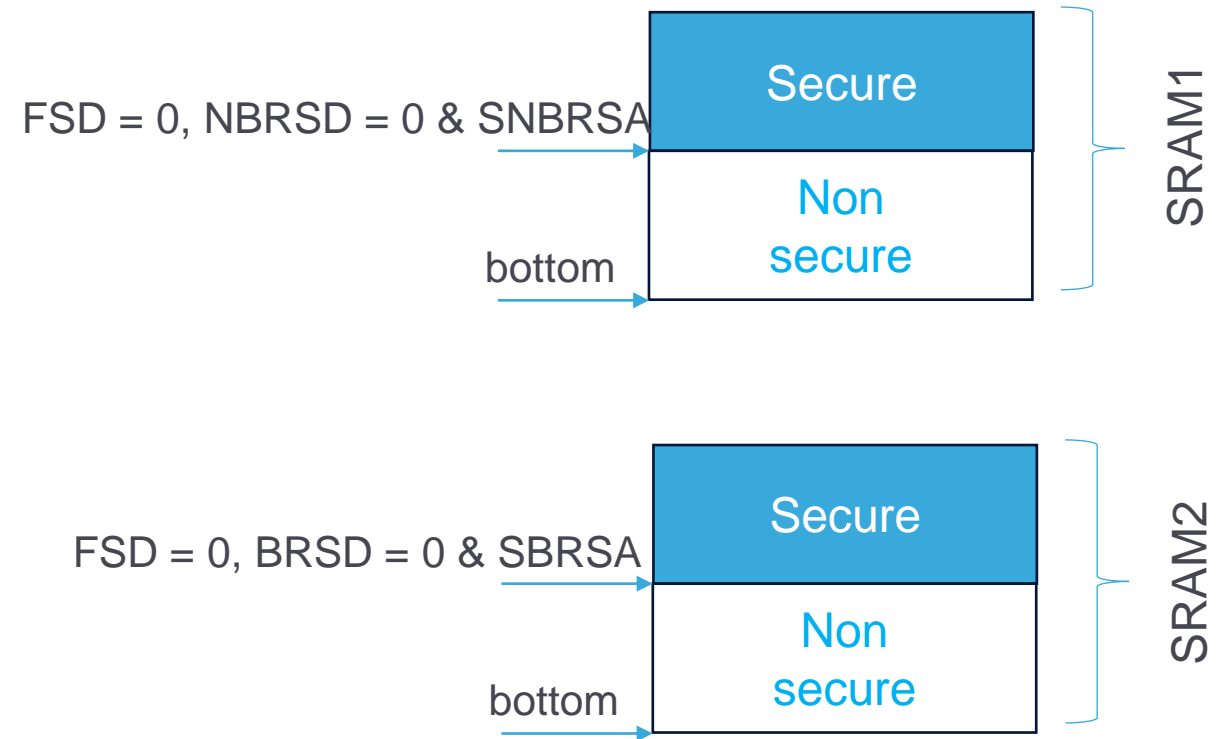 Secure
FSD = 0, NBRSD = 0 & SNBRSA
Non
secure
bottom
SRAM1
Secure
FSD = 0, BRSD = 0 & SBRSA
Non
secure
bottom
SRAM2